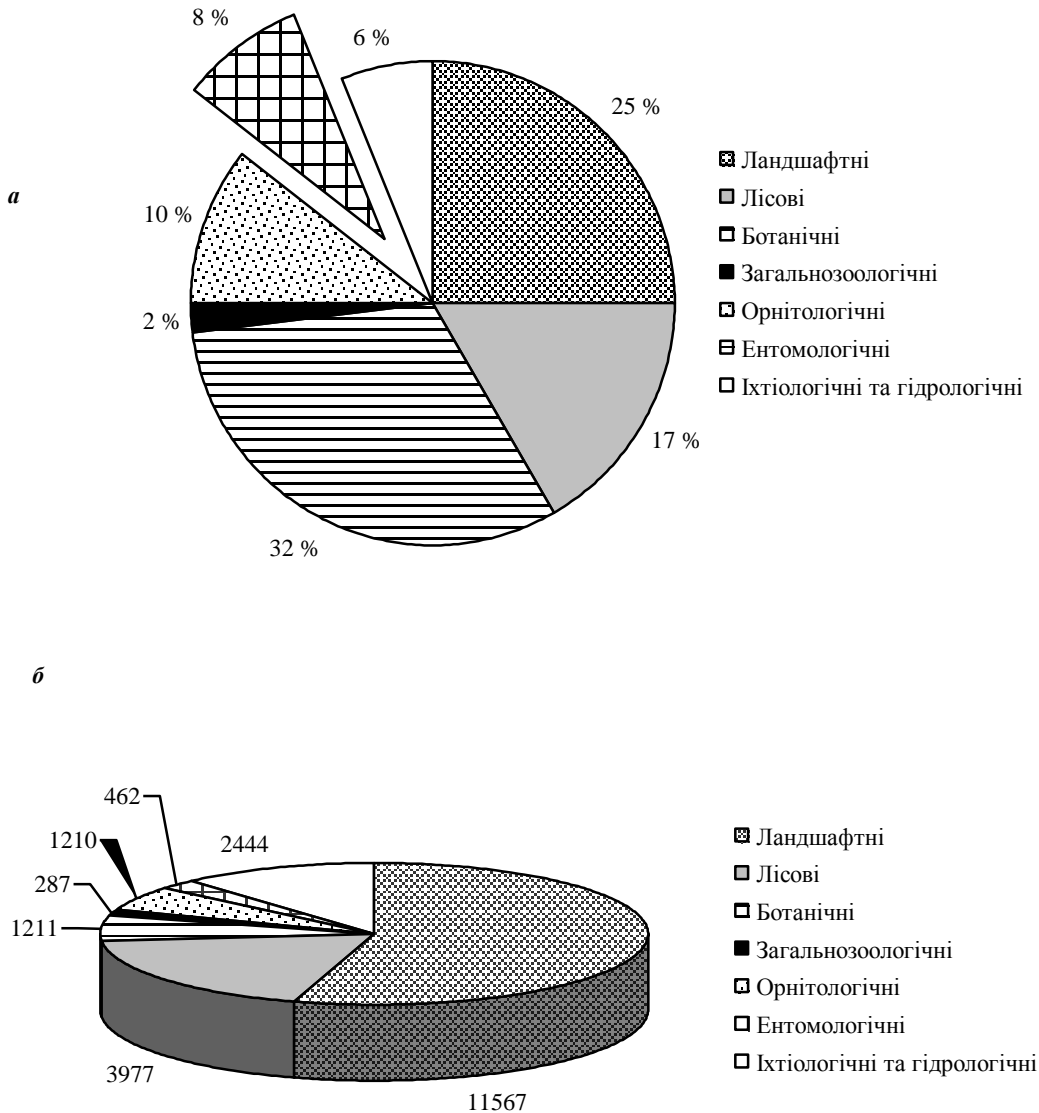 8 %
6 %
25 %
а
10 %
2 %
17 %
32 %
Ландшафтні
Лісові
Ботанічні
Загальнозоологічні
Орнітологічні
Ентомологічні
Іхтіологічні та гідрологічні
б
462
1210
2444
287
1211
3977
11567
Ландшафтні
Лісові
Ботанічні
Загальнозоологічні
Орнітологічні
Ентомологічні
Іхтіологічні та гідрологічні